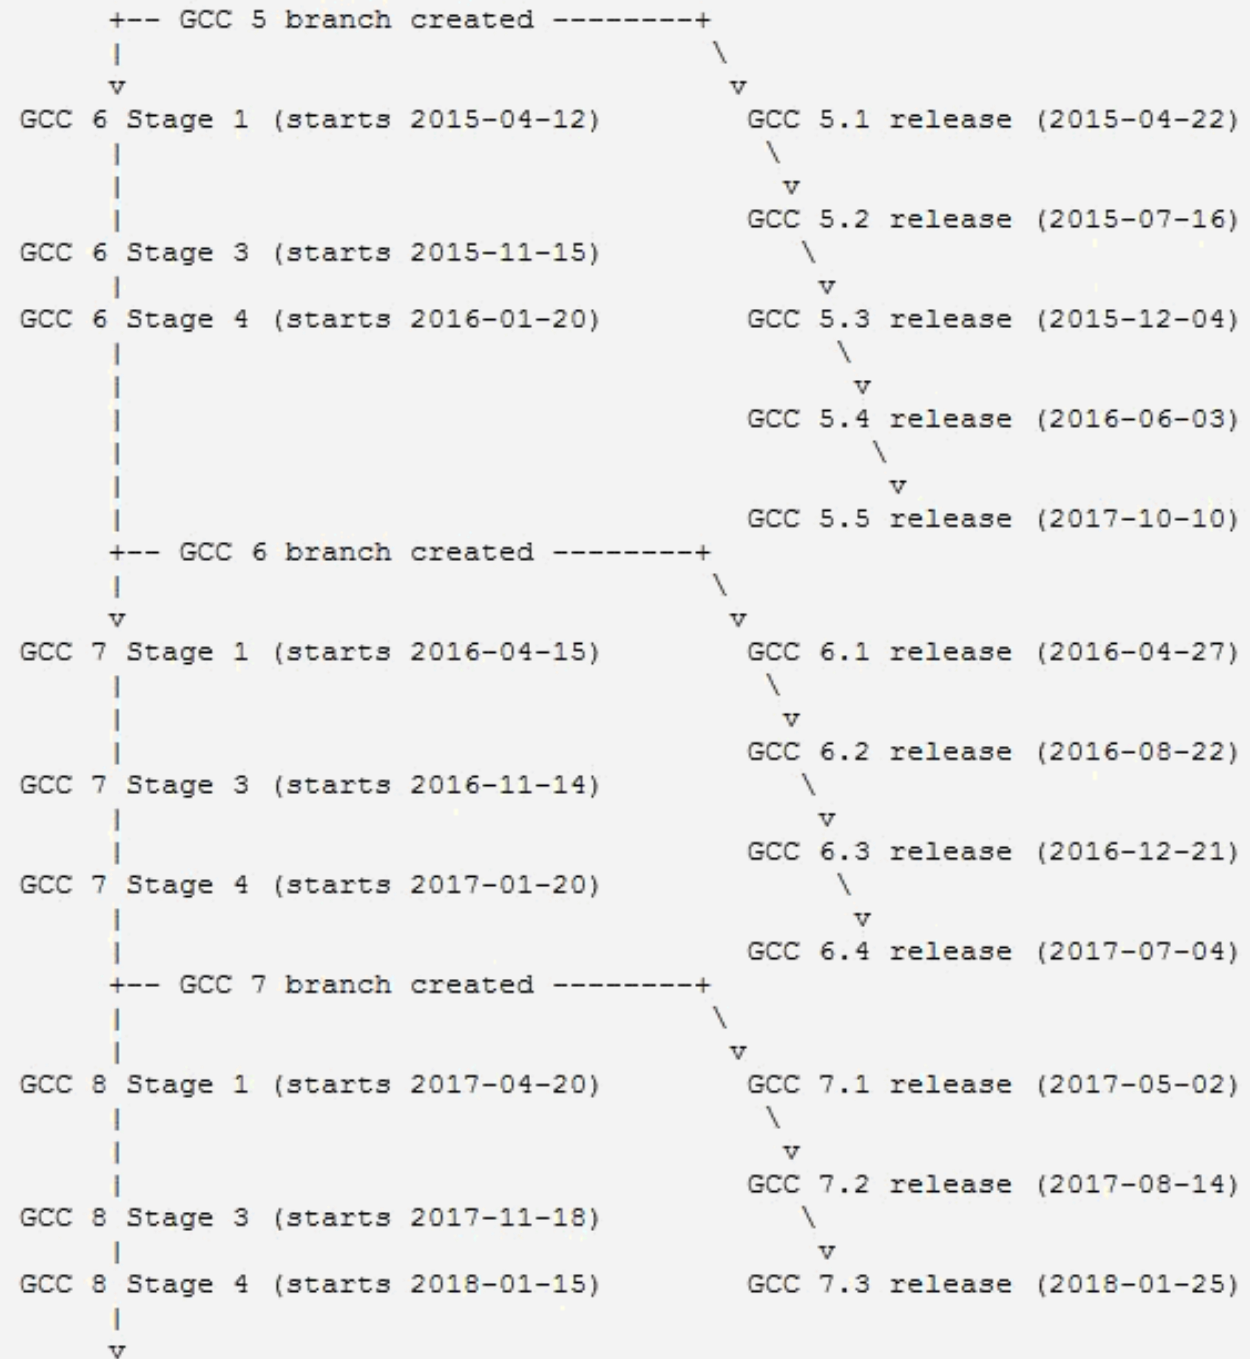 +-- GCC 5 branch created --------+
|                                 \
v                                  v
GCC 6 Stage 1 (starts 2015-04-12)        GCC 5.1 release (2015-04-22)
|                                    \
|                                     v
|                                  GCC 5.2 release (2015-07-16)
GCC 6 Stage 3 (starts 2015-11-15)           \
|                                       v
GCC 6 Stage 4 (starts 2016-01-20)        GCC 5.3 release (2015-12-04)
|                                        \
|                                         v
|                                  GCC 5.4 release (2016-06-03)
|                                          \
|                                           v
|                                  GCC 5.5 release (2017-10-10)
+-- GCC 6 branch created --------+
|                                 \
v                                  v
GCC 7 Stage 1 (starts 2016-04-15)        GCC 6.1 release (2016-04-27)
|                                    \
|                                     v
|                                  GCC 6.2 release (2016-08-22)
GCC 7 Stage 3 (starts 2016-11-14)           \
|                                       v
|                                  GCC 6.3 release (2016-12-21)
GCC 7 Stage 4 (starts 2017-01-20)             \
|                                         v
|                                  GCC 6.4 release (2017-07-04)
+-- GCC 7 branch created --------+
|                                 \
|                                  v
GCC 8 Stage 1 (starts 2017-04-20)        GCC 7.1 release (2017-05-02)
|                                    \
|                                     v
|                                  GCC 7.2 release (2017-08-14)
GCC 8 Stage 3 (starts 2017-11-18)           \
|                                       v
GCC 8 Stage 4 (starts 2018-01-15)        GCC 7.3 release (2018-01-25)
|
v